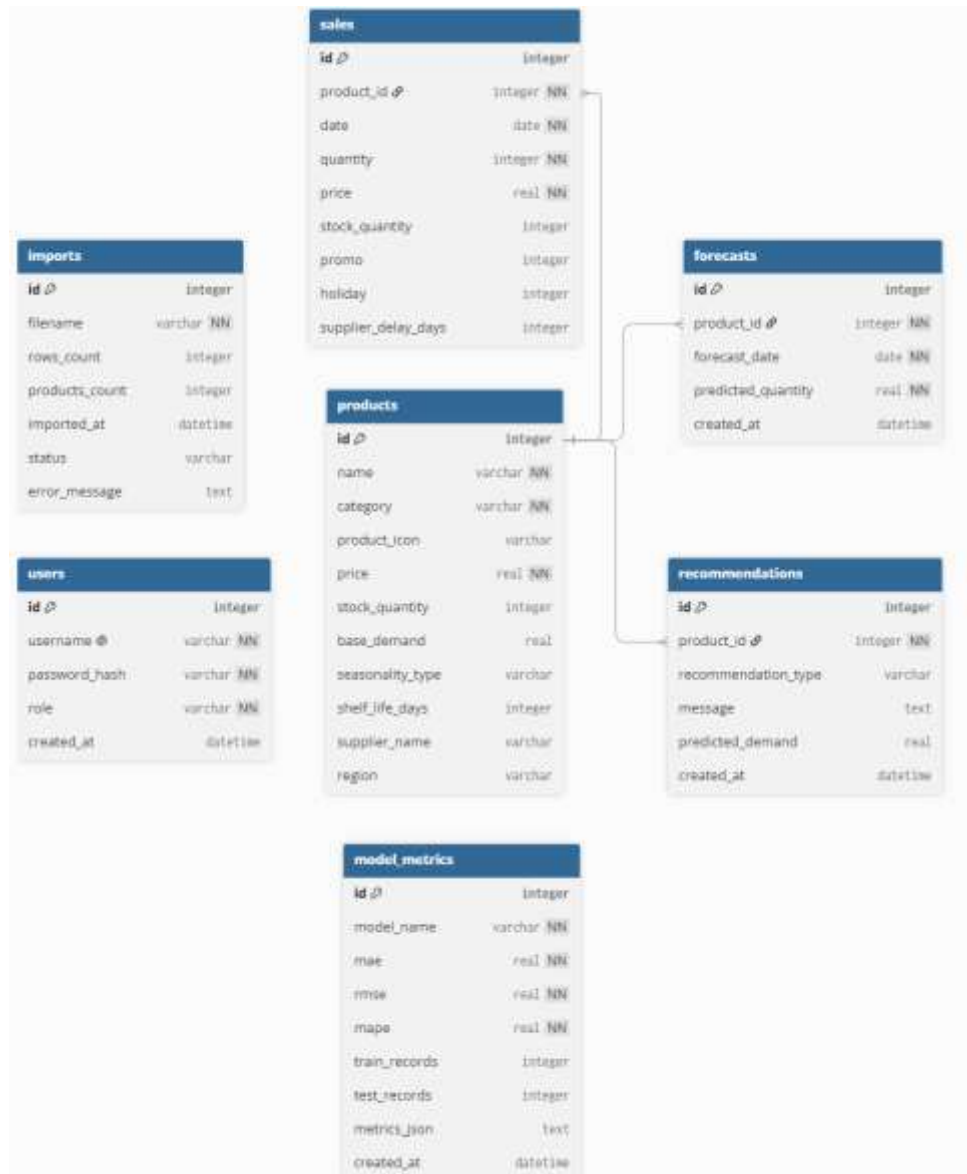 sales
id integer
product_id integer NN
date date NN
quantity integer NN
price real NN
stock_quantity integer
promo integer
holiday integer
supplier_delay_days integer
imports
id integer
filename varchar NN
rows_count integer
products_count integer
imported_at datetime
status varchar
error_message text
forecasts
id integer
product_id integer NN
forecast_date date NN
predicted_quantity real NN
created_at datetime
products
id integer
name varchar NN
category varchar NN
product_icon varchar
price real NN
stock_quantity integer
base_demand real
seasonality_type varchar
shelf_life_days integer
supplier_name varchar
region varchar
users
id integer
username varchar NN
password_hash varchar NN
role varchar NN
created_at datetime
recommendations
id integer
product_id integer NN
recommendation_type varchar
message text
predicted_demand real
created_at datetime
model_metrics
id integer
model_name varchar NN
mae real NN
rmse real NN
mape real NN
train_records integer
test_records integer
metrics_json text
created_at datetime